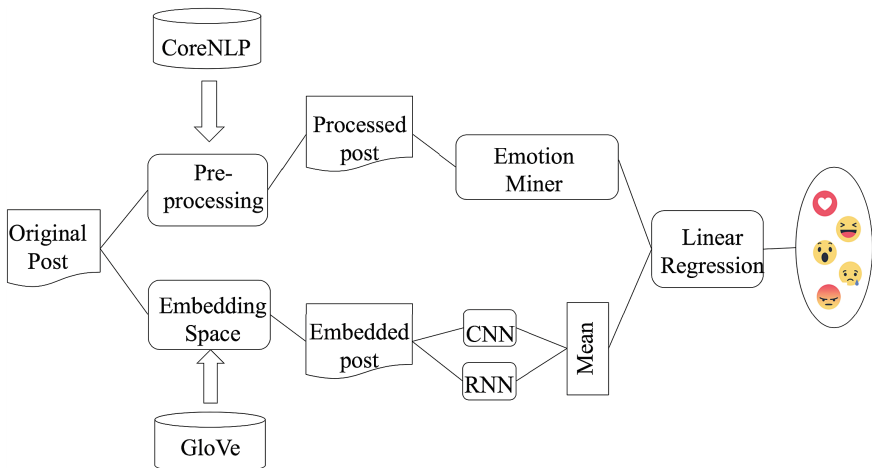 CoreNLP
Processed
post
Pre-
processing
Emotion
Miner
Original
Post
Linear
Regression
Embedding
Space
Embedded
post
CNN
RNN
Mean
GloVe